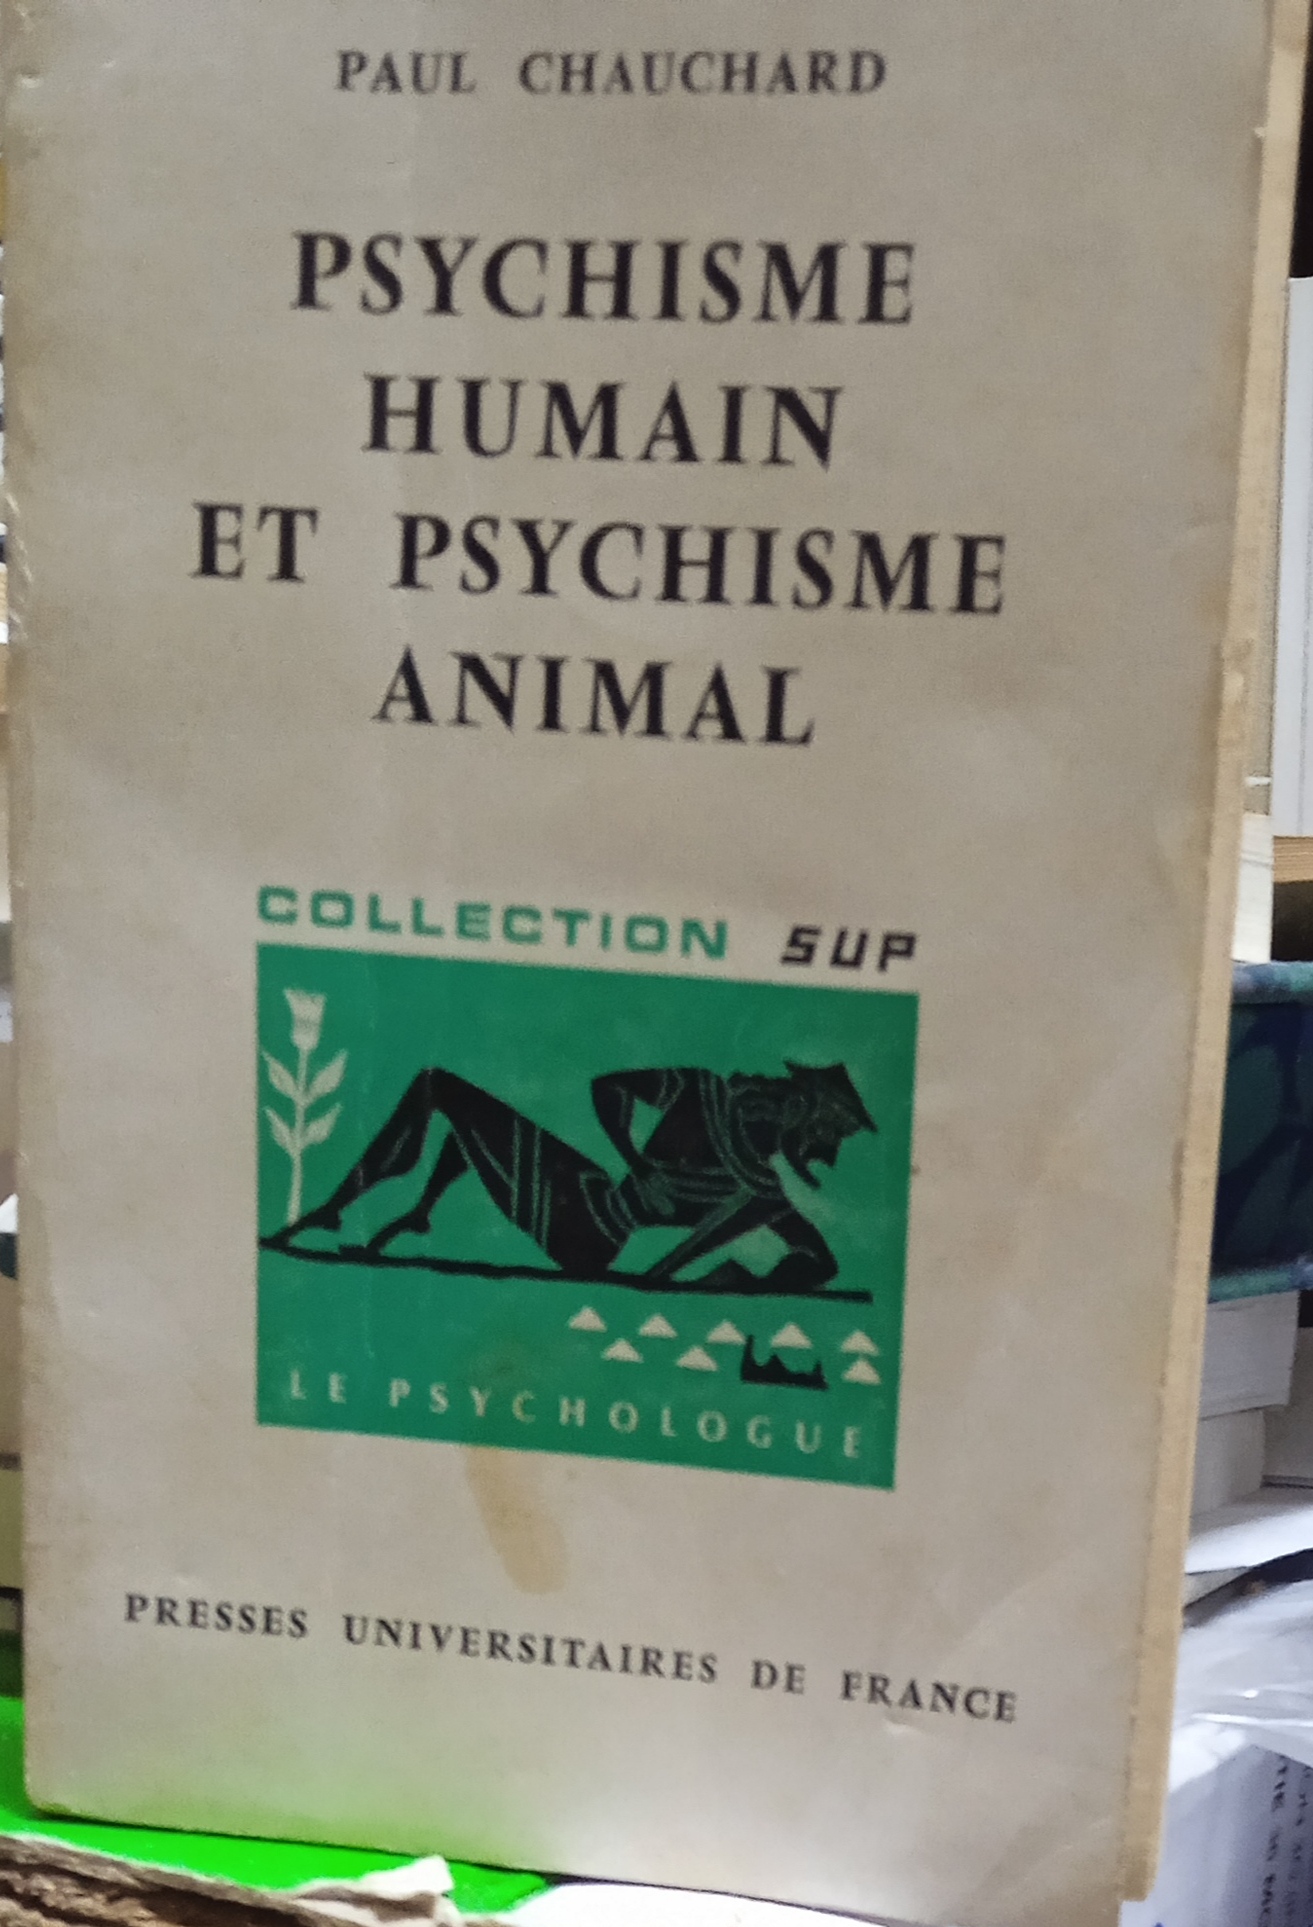 PAUL CHAUCHARD
PSYCHISME
HUMAIN
ET PSYCHISME
ANIMAL
COLLECTION SUP
LE PSYCHOLOGUE
PRESSES UNIVERSITAIRES DE FRANCE